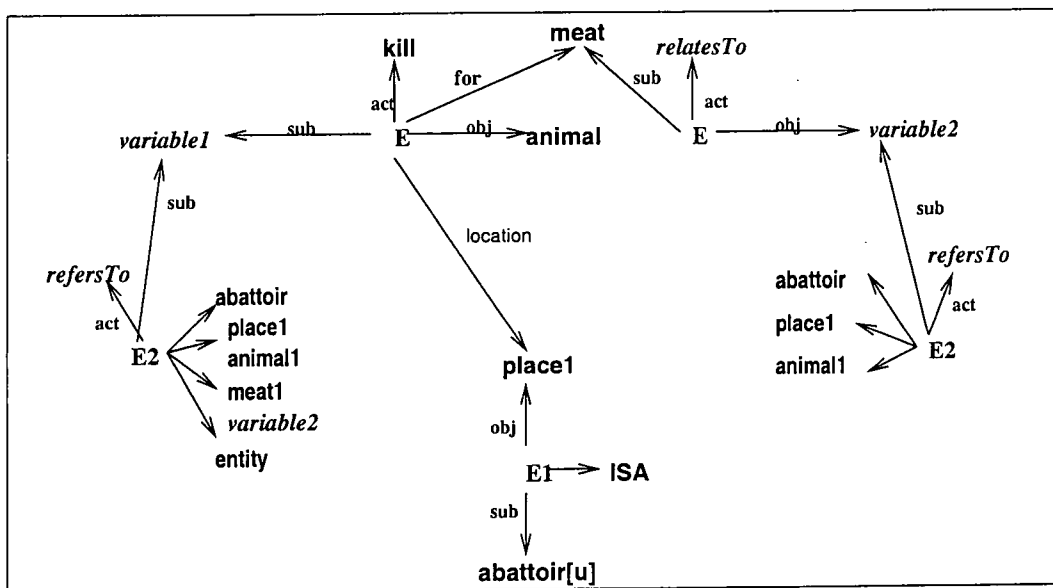 meat
kill
relatesTo
for
sub
act
act
variable1
sub
E
obj
animal
E
obj
variable2
sub
sub
location
refersTo
refersTo
abattoir
abattoir
act
act
place1
place1
E2
animal1
E2
place1
animal1
meat1
variable2
obj
entity
E1
ISA
sub
abattoir[u]